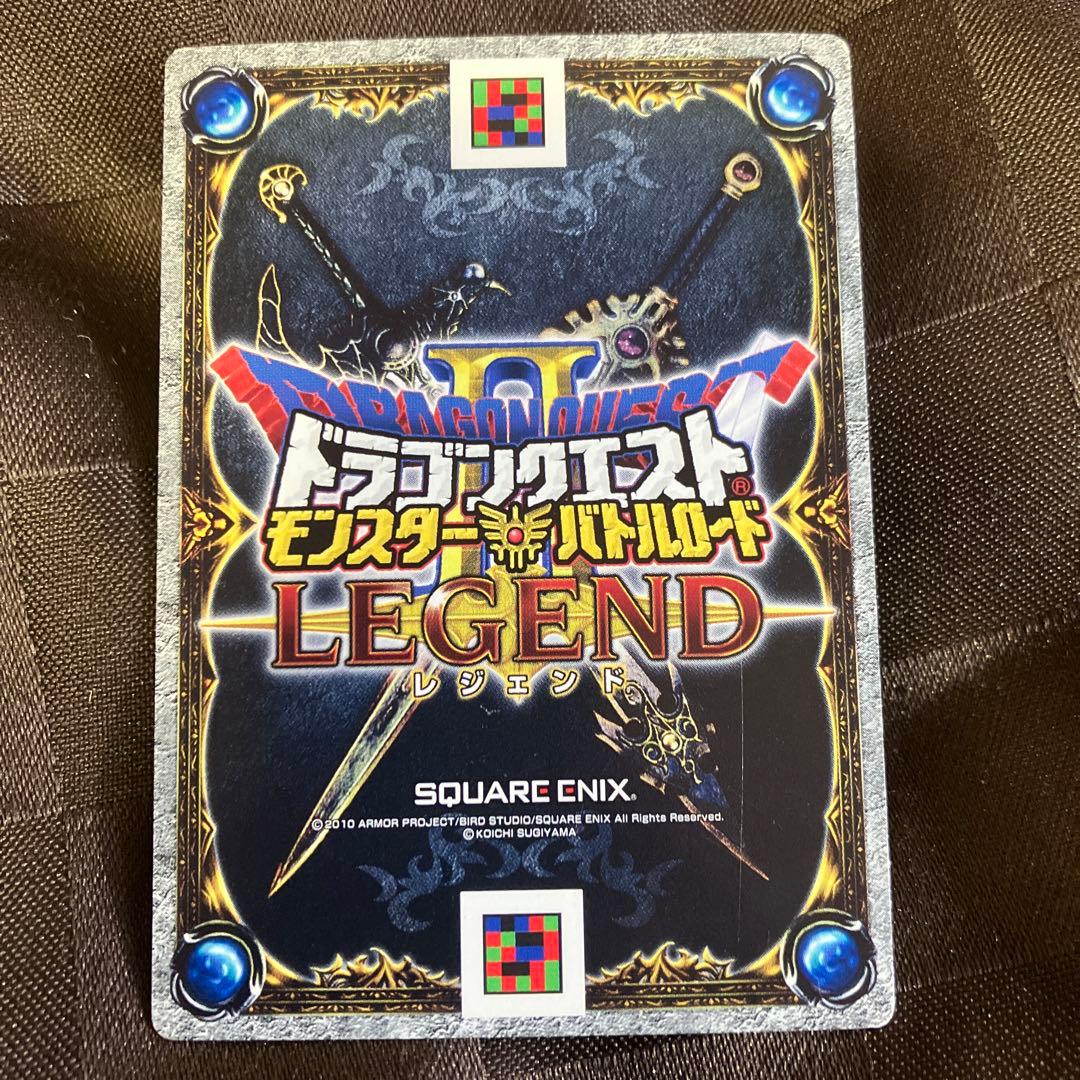 DRAGON QUEST
II
ドラゴンクエスト®
モンスターバトルロード
LEGEND
レジェンド
SQUARE ENIX®
©2010 ARMOR PROJECT/BIRD STUDIO/SQUARE ENIX All Rights Reserved.
©KOICHI SUGIYAMA